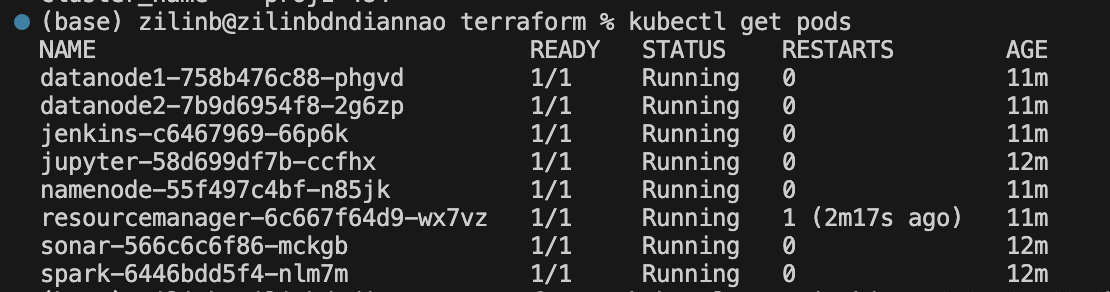 (base) zilinb@zilinbdndiannao terraform % kubectl get pods
NAME READY STATUS RESTARTS AGE
datanode1-758b476c88-phgvd 1/1 Running 0 11m
datanode2-7b9d6954f8-2g6zp 1/1 Running 0 11m
jenkins-c6467969-66p6k 1/1 Running 0 11m
jupyter-58d699df7b-ccfhx 1/1 Running 0 12m
namenode-55f497c4bf-n85jk 1/1 Running 0 11m
resourcemanager-6c667f64d9-wx7vz 1/1 Running 1 (2m17s ago) 11m
sonar-566c6c6f86-mckgb 1/1 Running 0 12m
spark-6446bdd5f4-nlm7m 1/1 Running 0 12m